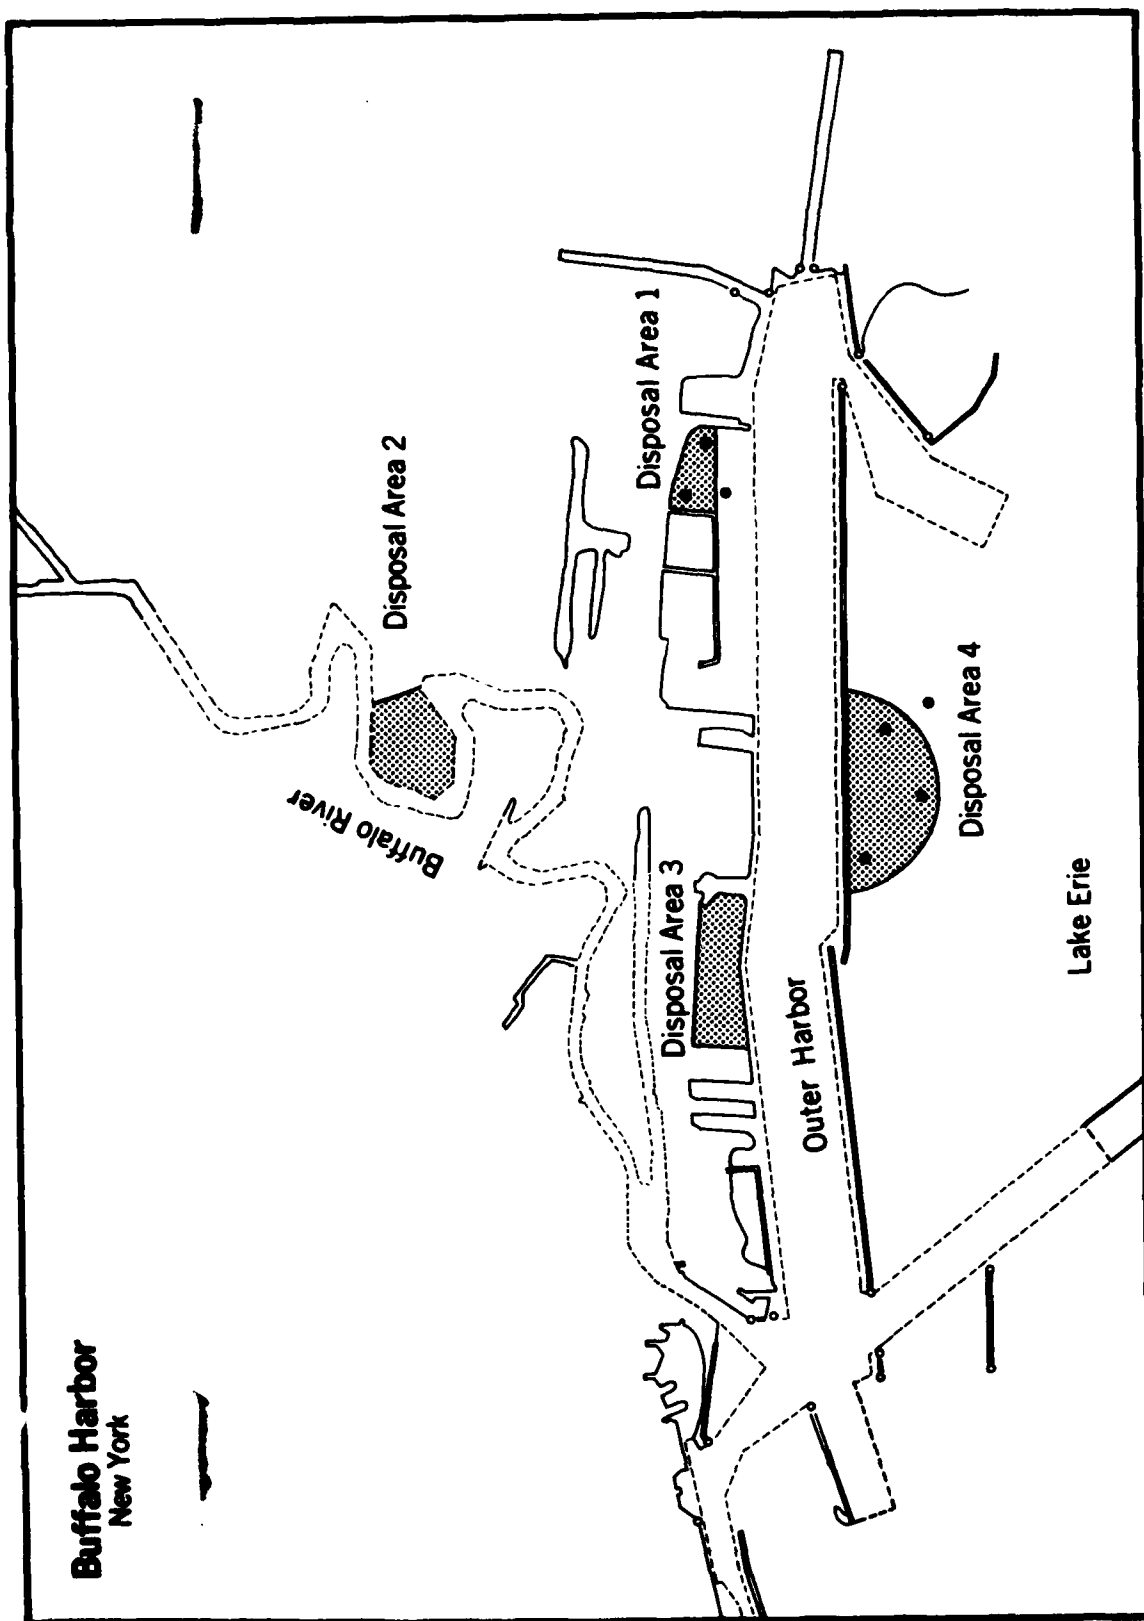 Buffalo Harbor
New York
Buffalo River
Disposal Area 2
Disposal Area 3
Disposal Area 1
Outer Harbor
Disposal Area 4
Lake Erie